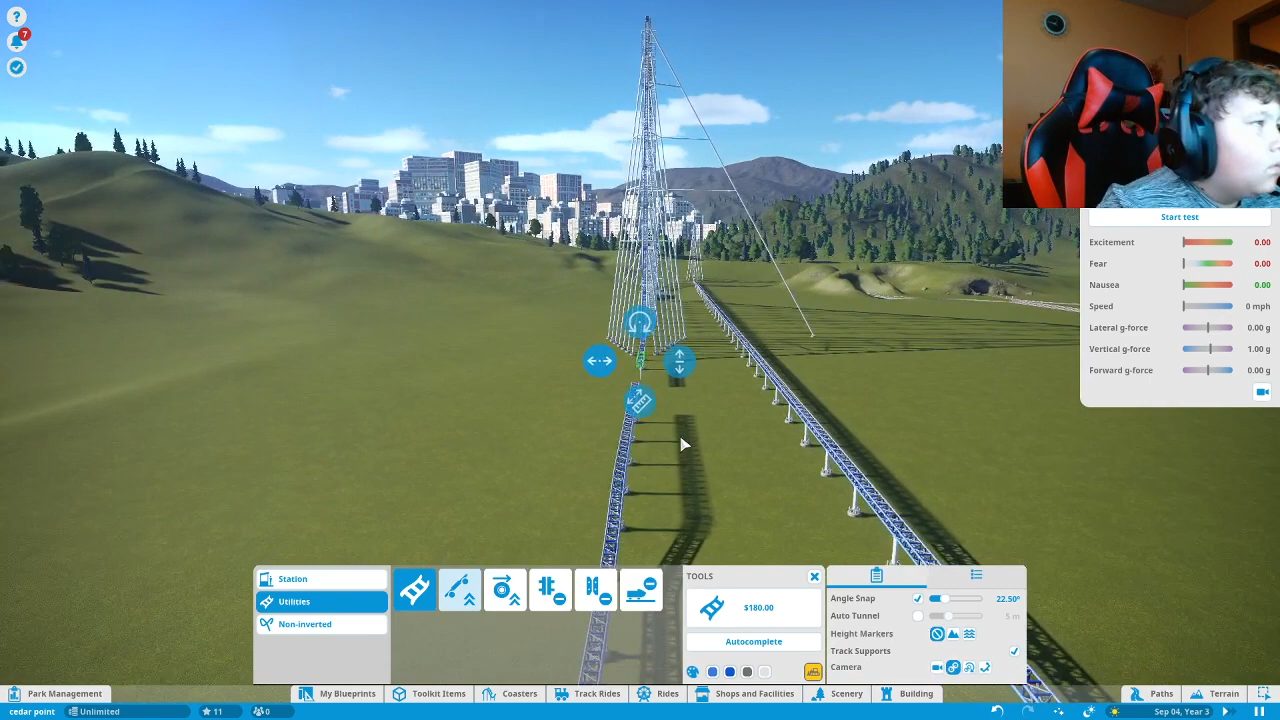 ?
7
Start test
Excitement 0.00
Fear 0.00
Nausea 0.00
Speed 0 mph
Lateral g-force 0.00 g
Vertical g-force 1.00 g
Forward g-force 0.00 g
Station
Utilities
Non-inverted
TOOLS
$180.00
Autocomplete
Angle Snap 22.50°
Auto Tunnel 5 m
Height Markers
Track Supports
Camera
Park Management
My Blueprints
Toolkit Items
Coasters
Track Rides
Rides
Shops and Facilities
Scenery
Building
Paths
Terrain
cedar point
Unlimited
11
0
Sep 04, Year 3